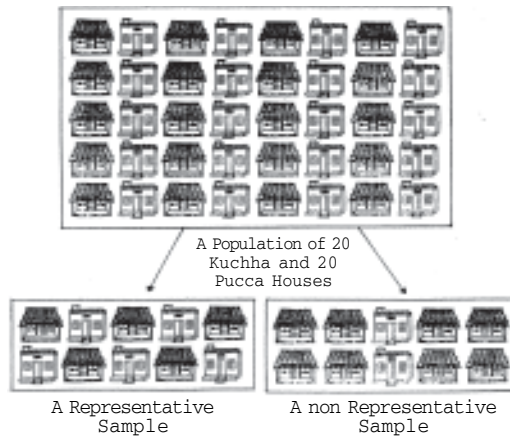 A Population of 20
Kuchha and 20
Pucca Houses
A Representative
Sample
A non Representative
Sample